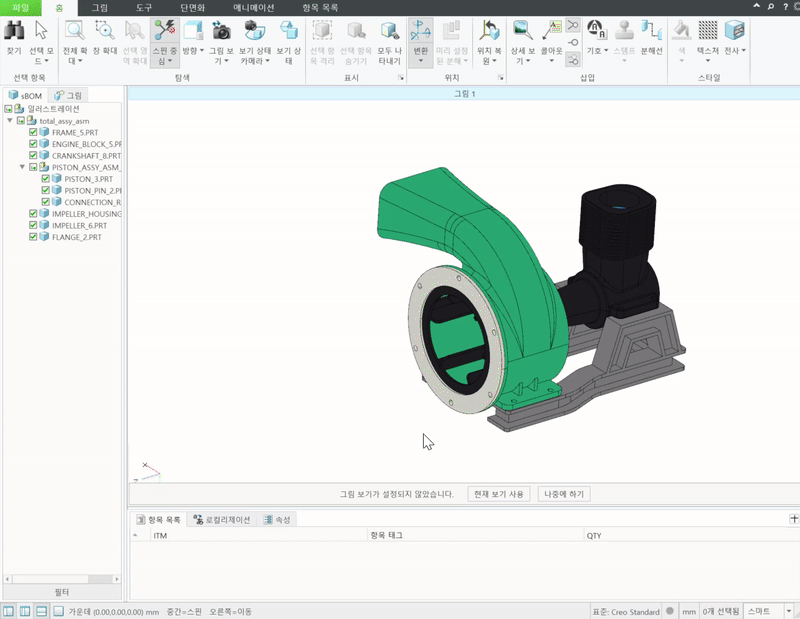 파일 홈 그림 도구 단면화 애니메이션 항목 목록
찾기 선택 모드 전체 확대 창 확대 선택 영역 확대 스핀 중심 방향 그림 보기 보기 상태 카메라 보기 상태 선택 항목 격리 선택 항목 숨기기 모두 나타내기 변환 미리 설정된 분해 위치 복원 상세 보기 콜아웃 기호 스탬프 분해선 색 텍스쳐 전사
선택 항목 탐색 표시 위치 삽입 스타일
sBOM 그림
그림 1
일러스트레이션
total_assy_asm
FRAME_5.PRT
ENGINE_BLOCK_5.PF
CRANKSHAFT_8.PRT
PISTON_ASSY_ASM_
PISTON_3.PRT
PISTON_PIN_2.PI
CONNECTION_R
IMPELLER_HOUSING
IMPELLER_6.PRT
FLANGE_2.PRT
그림 보기가 설정되지 않았습니다. 현재 보기 사용 나중에 하기
항목 목록 로컬리제이션 속성
ITM 항목 태그 QTY
필터
가운데 (0.00,0.00,0.00) mm 중간=스핀 오른쪽=이동 표준: Creo Standard mm 0개 선택됨 스마트